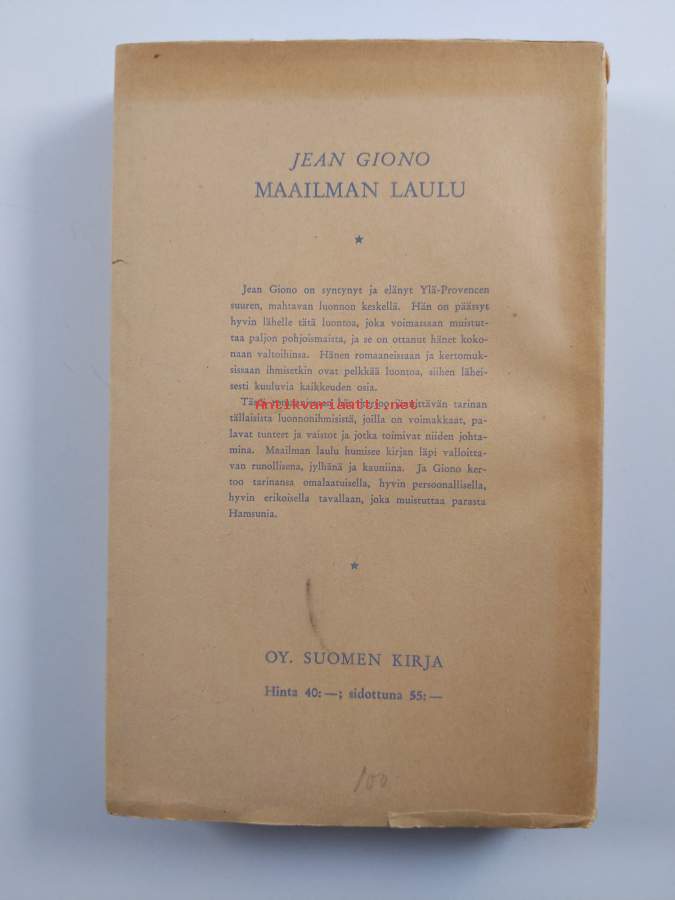 JEAN GIONO
MAAILMAN LAULU
Jean Giono on syntynyt ja elänyt Ylä-Provencen
suuren, mahtavan luonnon keskellä. Hän on päässyt
hyvin lähelle tätä luontoa, joka voimassaan muistut-
taa paljon pohjoismaista, ja se on ottanut hänet koko-
naan valtoihinsa. Hänen romaaneissaan ja kertomuk-
sissaan ihmisetkin ovat pelkkää luontoa, siihen lähei-
sesti kuuluvia kaikkeuden osia.
tarinan
antikvariaatti.net
tällaisista luonnonihmisistä, joilla on voimakkaat, pa-
lavat tunteet ja vaistot ja jotka toimivat niiden johta-
mina. Maailman laulu humisee kirjan läpi valloitta-
van runollisena, jylhänä ja kauniina. Ja Giono ker-
too tarinansa omalaatuisella, hyvin persoonallisella,
hyvin erikoisella tavallaan, joka muistuttaa parasta
Hamsunia.
OY. SUOMEN KIRJA
Hinta 40:—; sidottuna 55:—
100